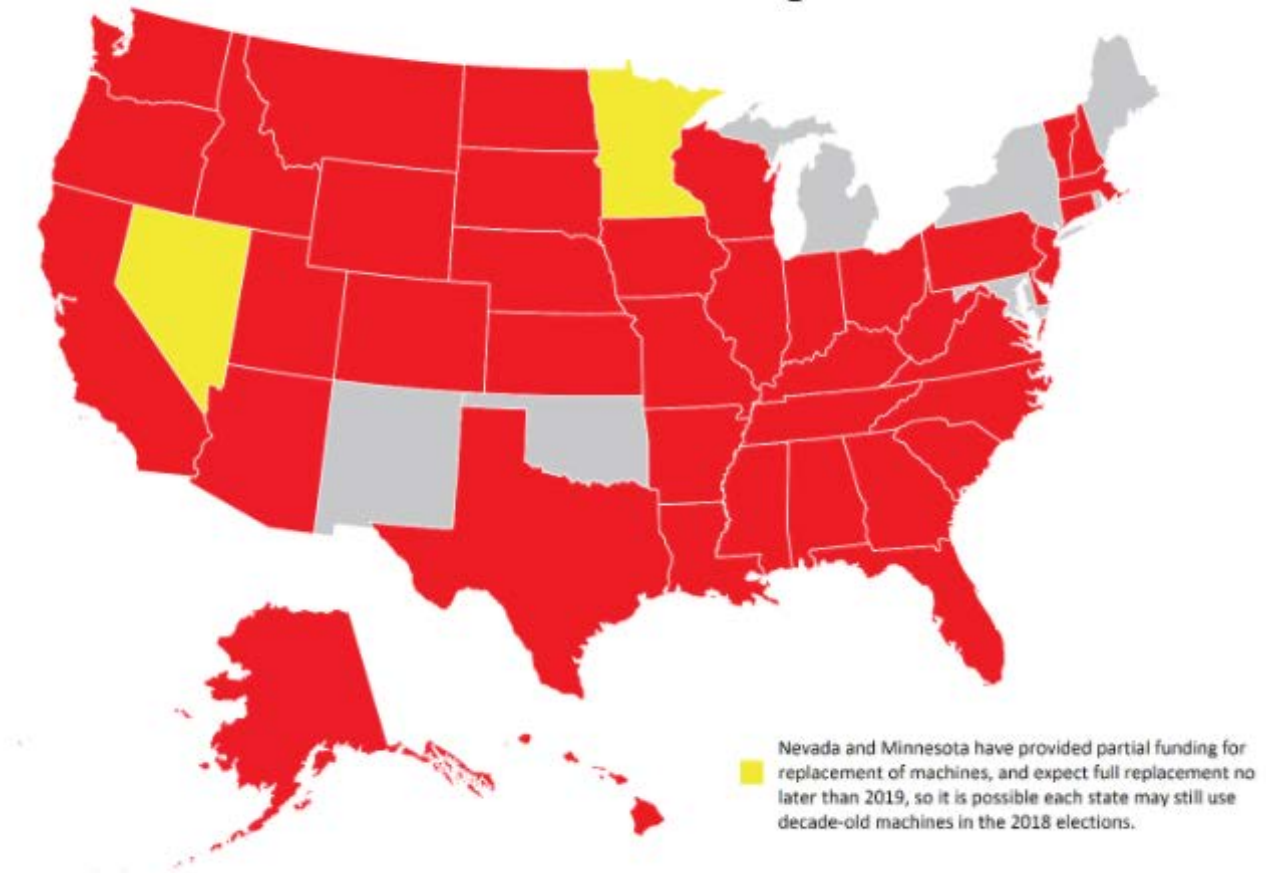 Nevada and Minnesota have provided partial funding for
replacement of machines, and expect full replacement no
later than 2019, so it is possible each state may still use
decade-old machines in the 2018 elections.